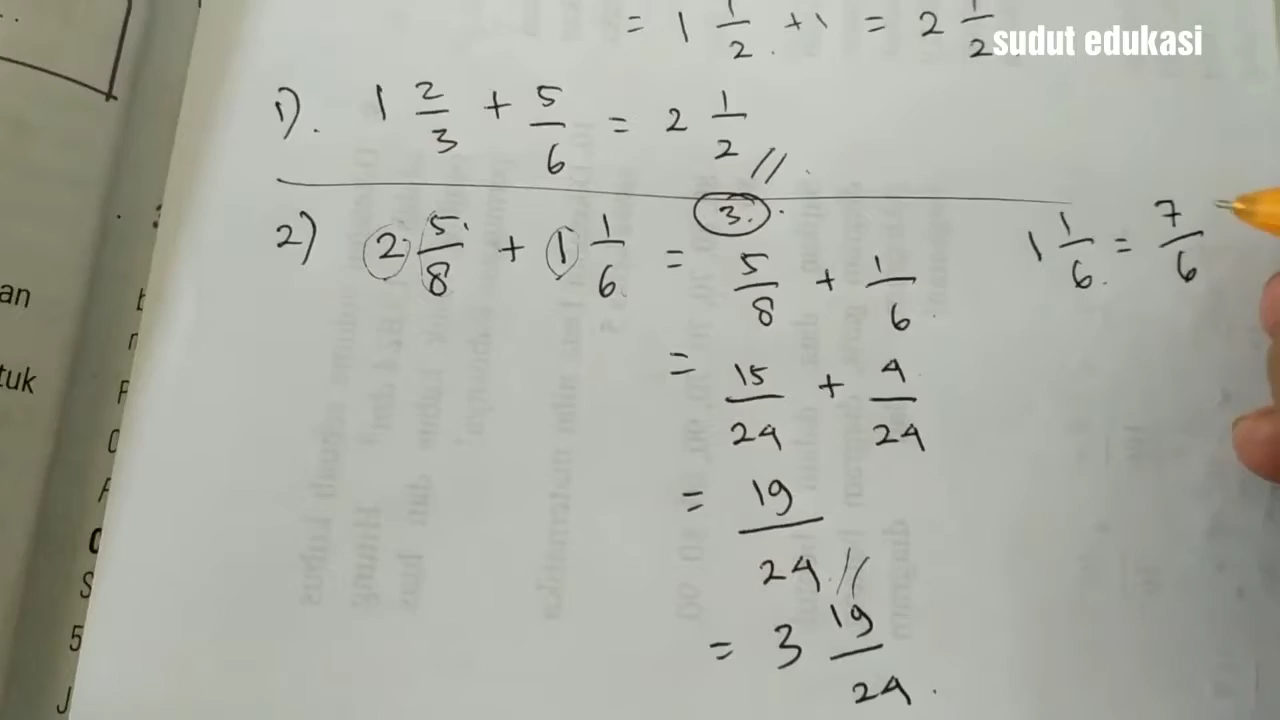 = 1 1/2 + 1 = 2 1/2
sudut edukasi
1). 1 2/3 + 5/6 = 2 1/2 //.
3.
2) 2 5/8 + 1 1/6 = 5/8 + 1/6
1 1/6 = 7/6
= 15/24 + 4/24
= 19/24 //
= 3 19/24.
an
tuk
5
J